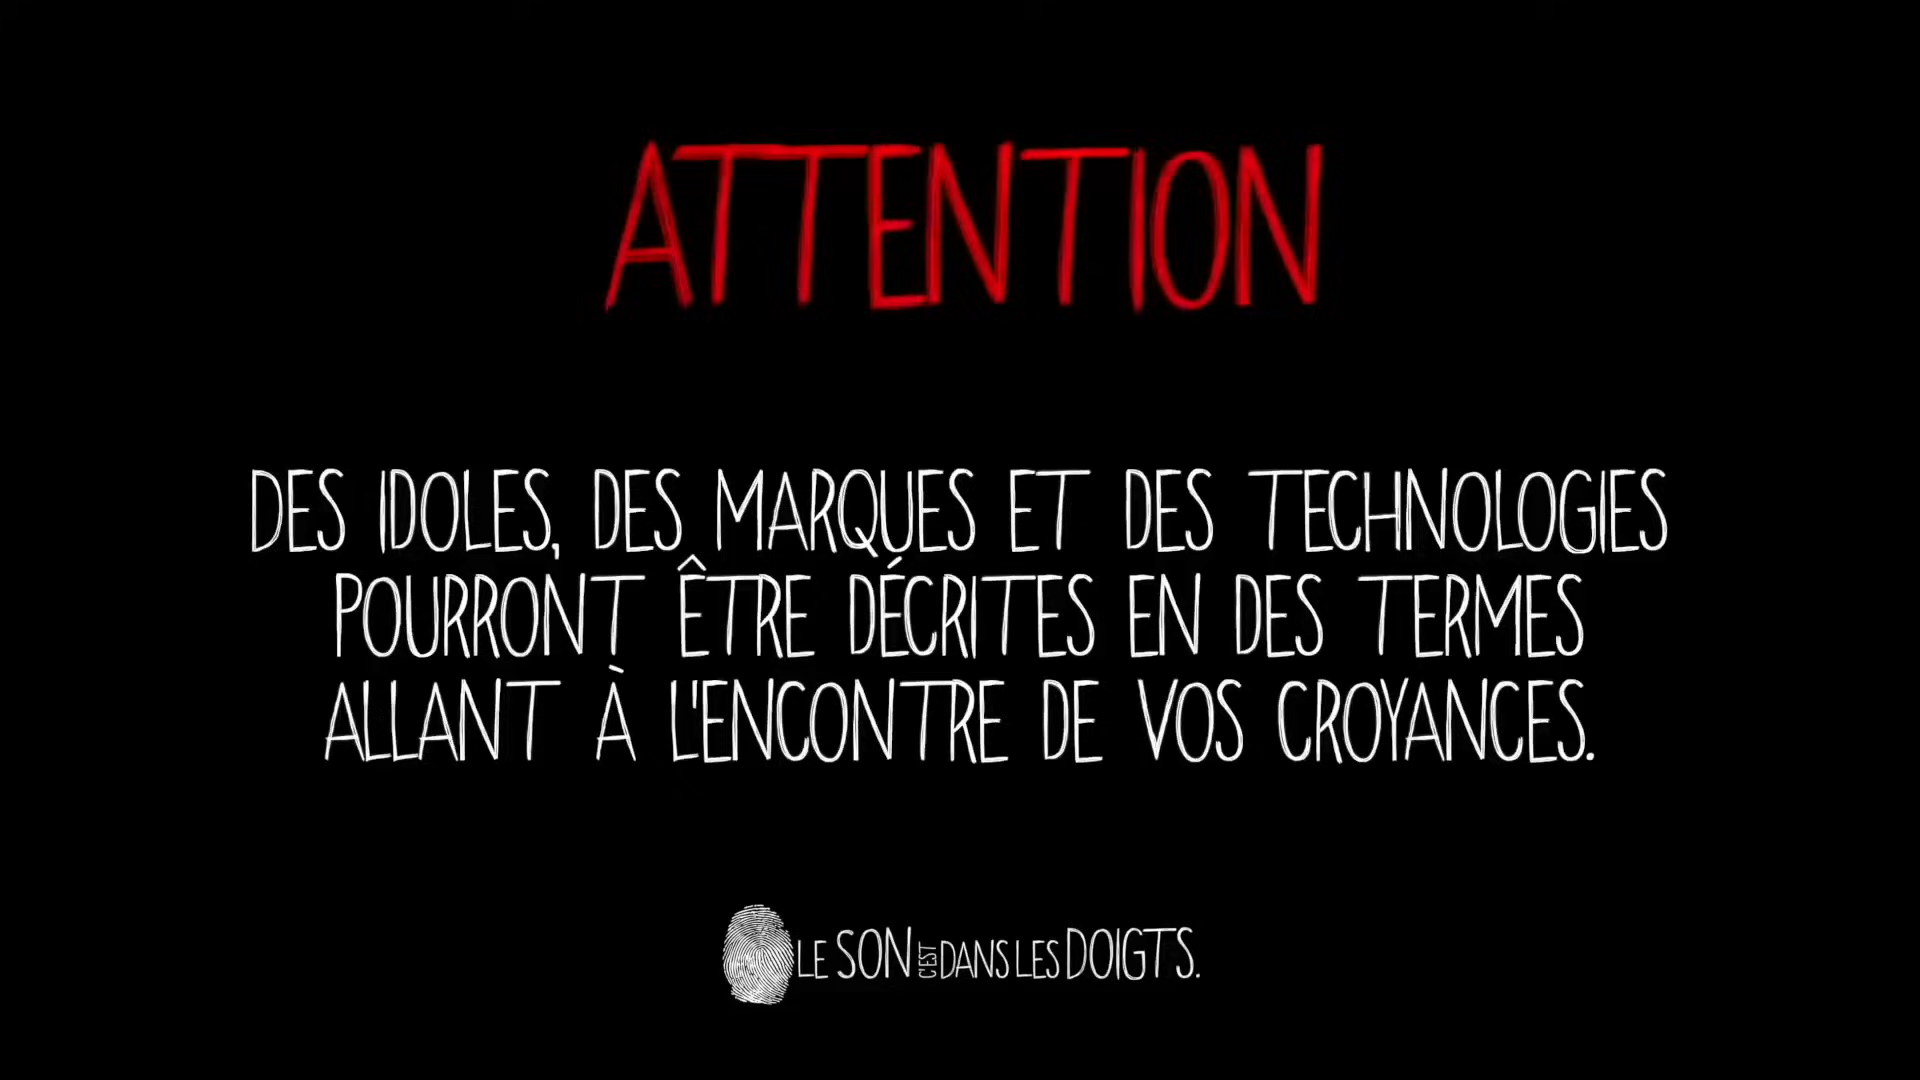 ATTENTION
DES IDOLES, DES MARQUES ET DES TECHNOLOGIES
POURRONT ÊTRE DÉCRITES EN DES TERMES
ALLANT À L'ENCONTRE DE VOS CROYANCES.
LE SON C'EST DANS LES DOIGTS.